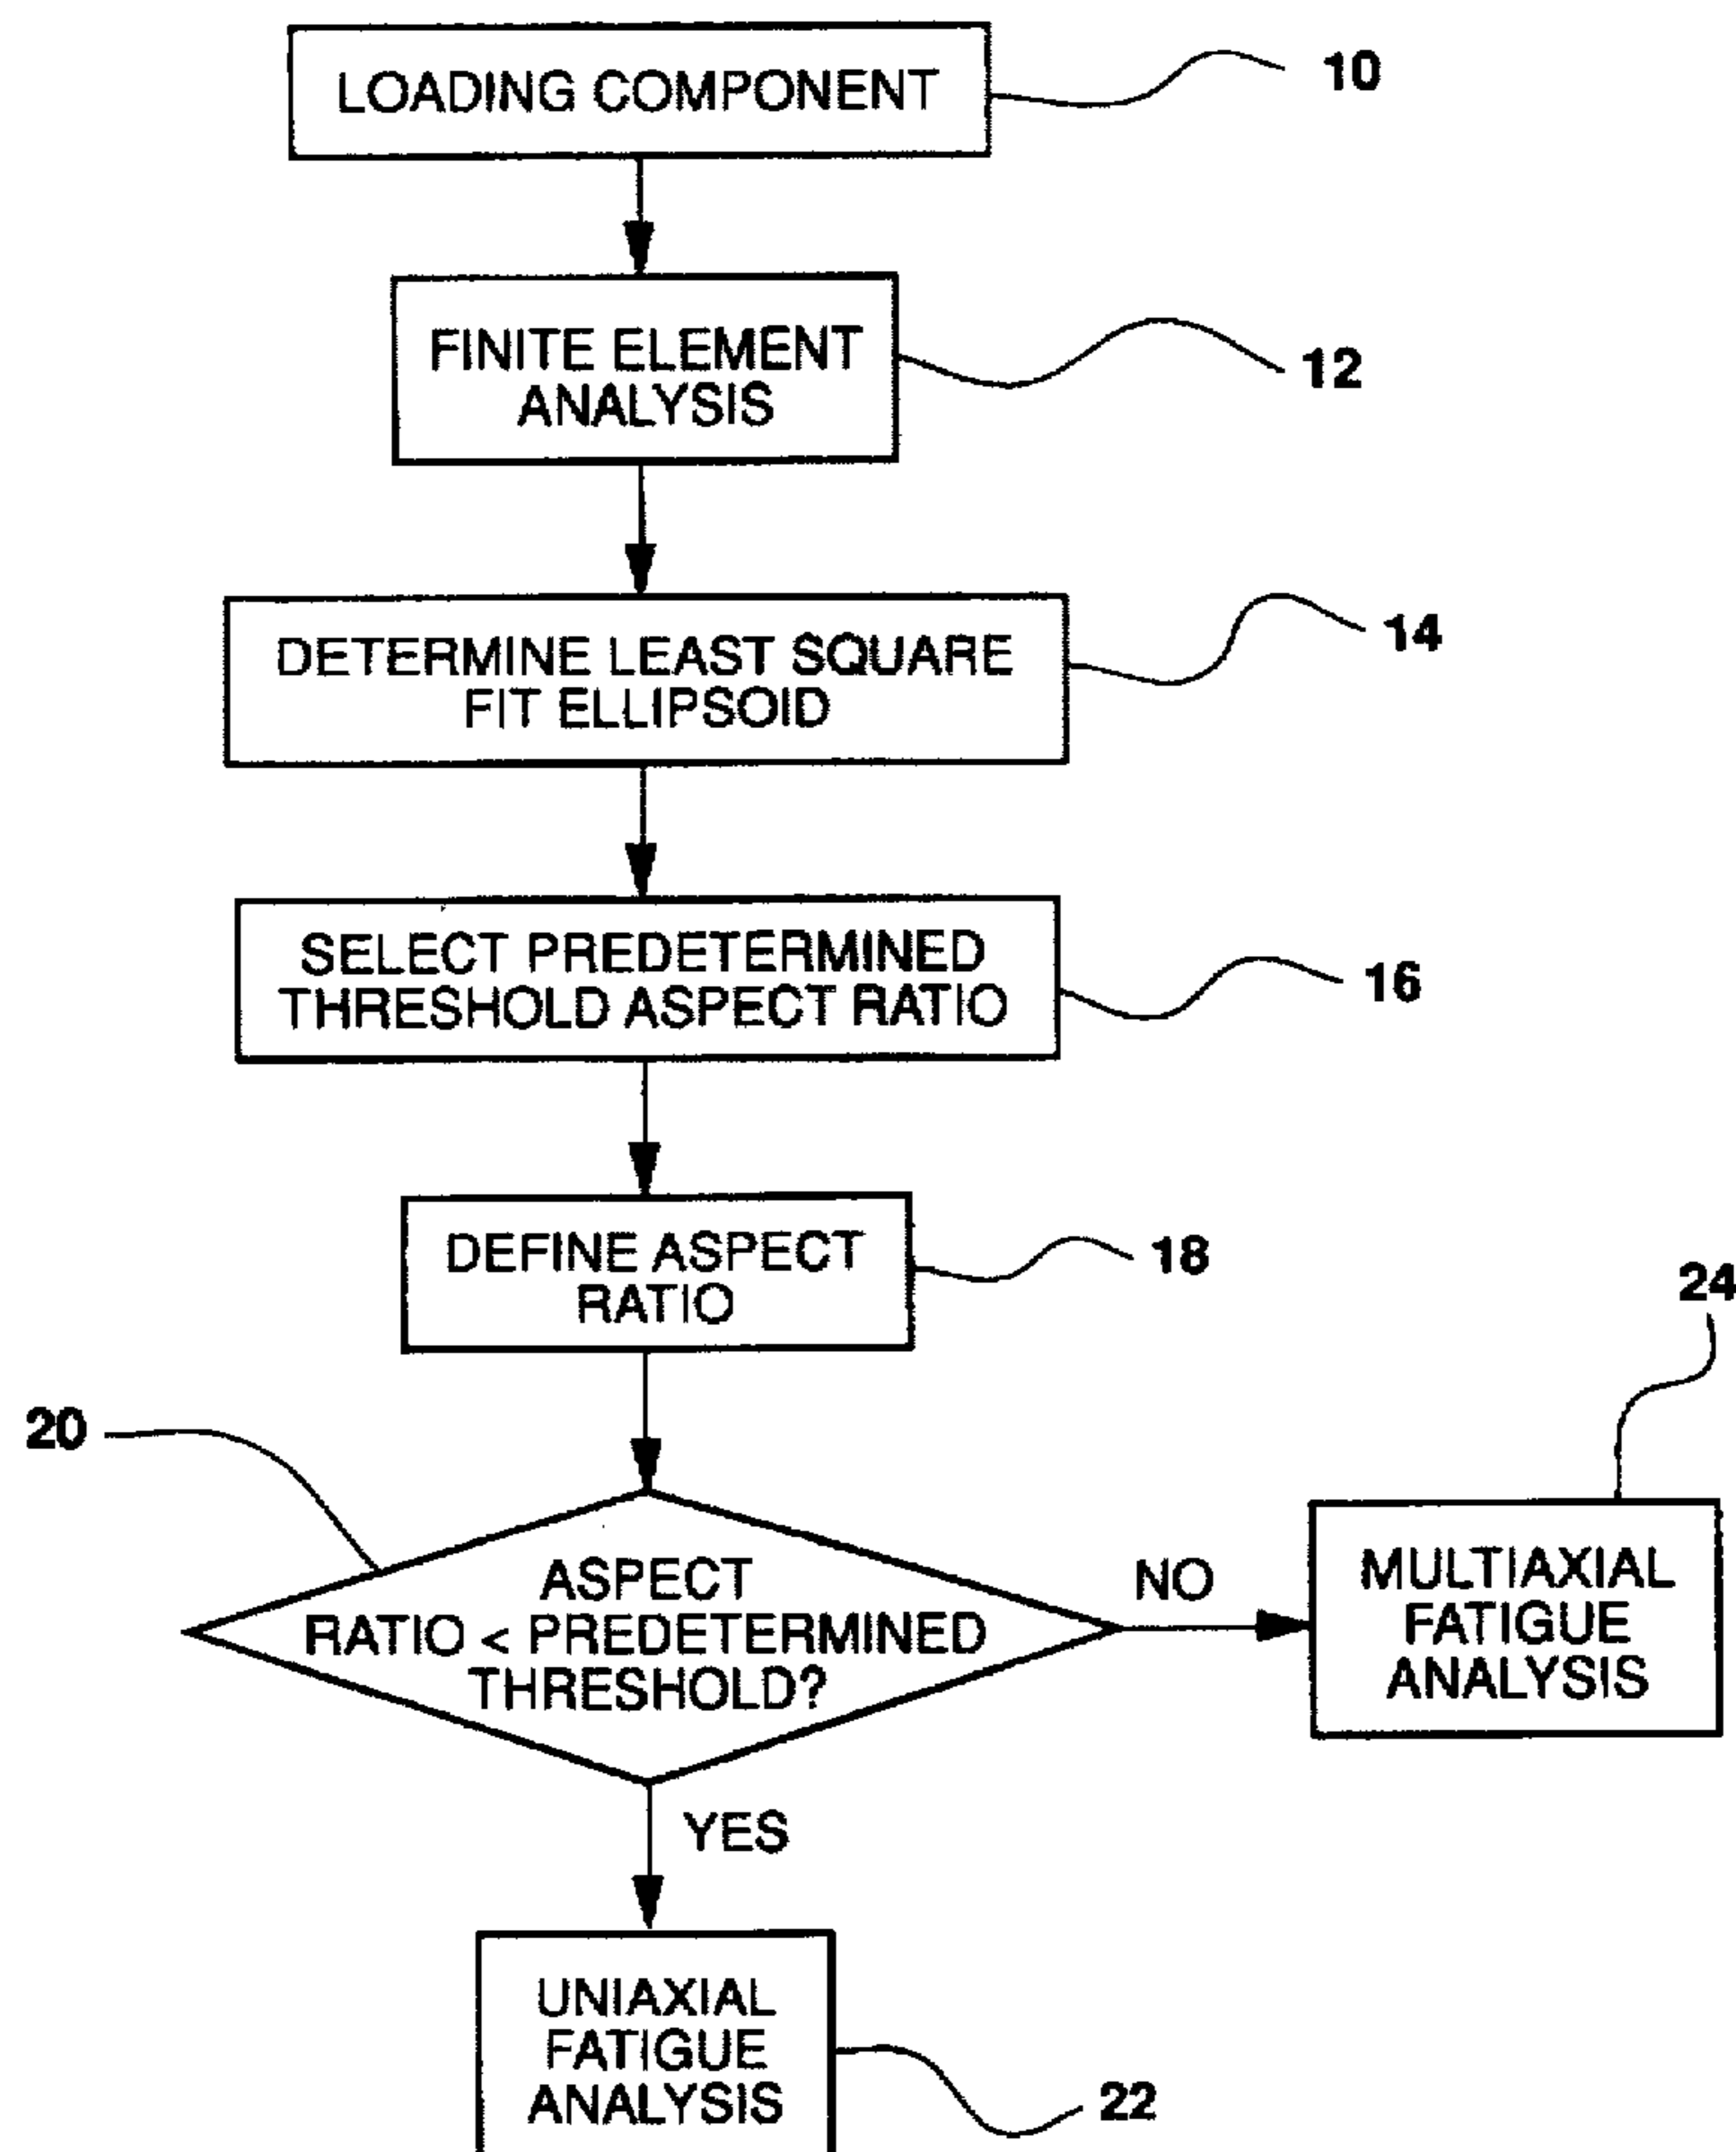 LOADING COMPONENT
10
FINITE ELEMENT
ANALYSIS
12
DETERMINE LEAST SQUARE
FIT ELLIPSOID
14
SELECT PREDETERMINED
THRESHOLD ASPECT RATIO
16
DEFINE ASPECT
RATIO
18
24
20
ASPECT
RATIO < PREDETERMINED
THRESHOLD?
NO
MULTIAXIAL
FATIGUE
ANALYSIS
YES
UNIAXIAL
FATIGUE
ANALYSIS
22